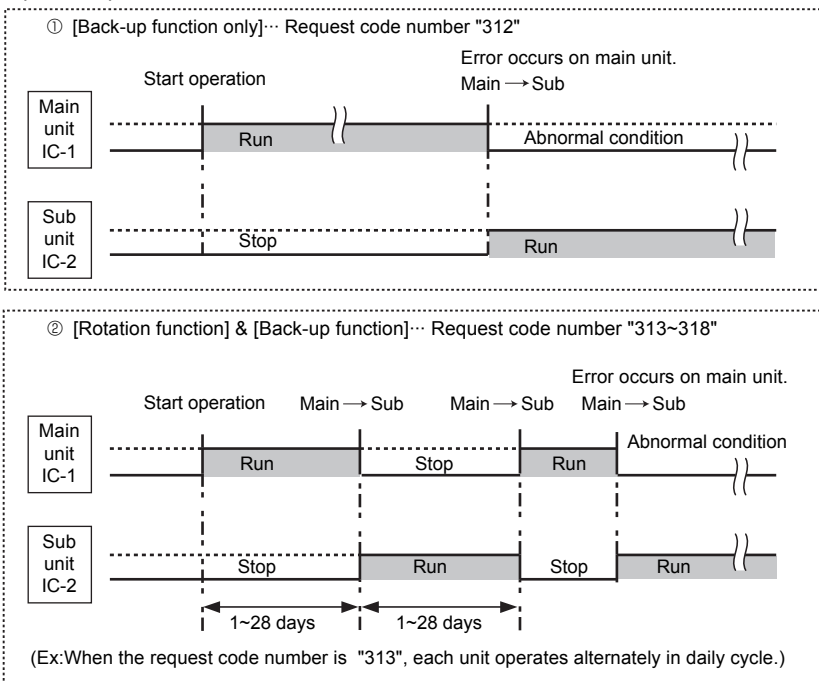 ① [Back-up function only]··· Request code number "312"
Error occurs on main unit.
Start operation
Main → Sub
Main
unit
IC-1
Run
Abnormal condition
Sub
unit
IC-2
Stop
Run
② [Rotation function] & [Back-up function]··· Request code number "313~318"
Error occurs on main unit.
Start operation Main → Sub Main → Sub Main → Sub
Main
unit
IC-1
Run Stop Run Abnormal condition
Sub
unit
IC-2
Stop Run Stop Run
1~28 days 1~28 days
(Ex:When the request code number is "313", each unit operates alternately in daily cycle.)